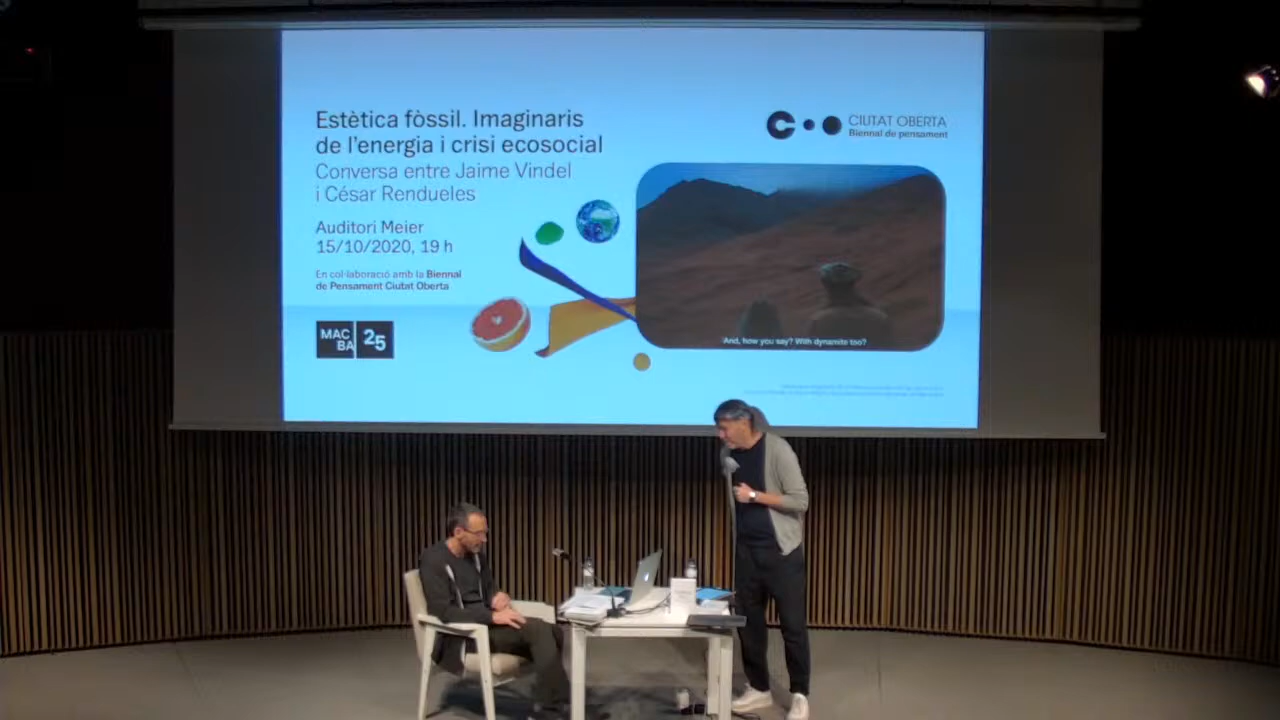 Estètica fòssil. Imaginaris
de l'energia i crisi ecosocial
Conversa entre Jaime Vindel
i César Rendueles
Auditori Meier
15/10/2020, 19 h
En col·laboració amb la Biennal
de Pensament Ciutat Oberta
MAC
BA
25
CIUTAT OBERTA
Biennal de pensament
And, how you say? With dynamite too?